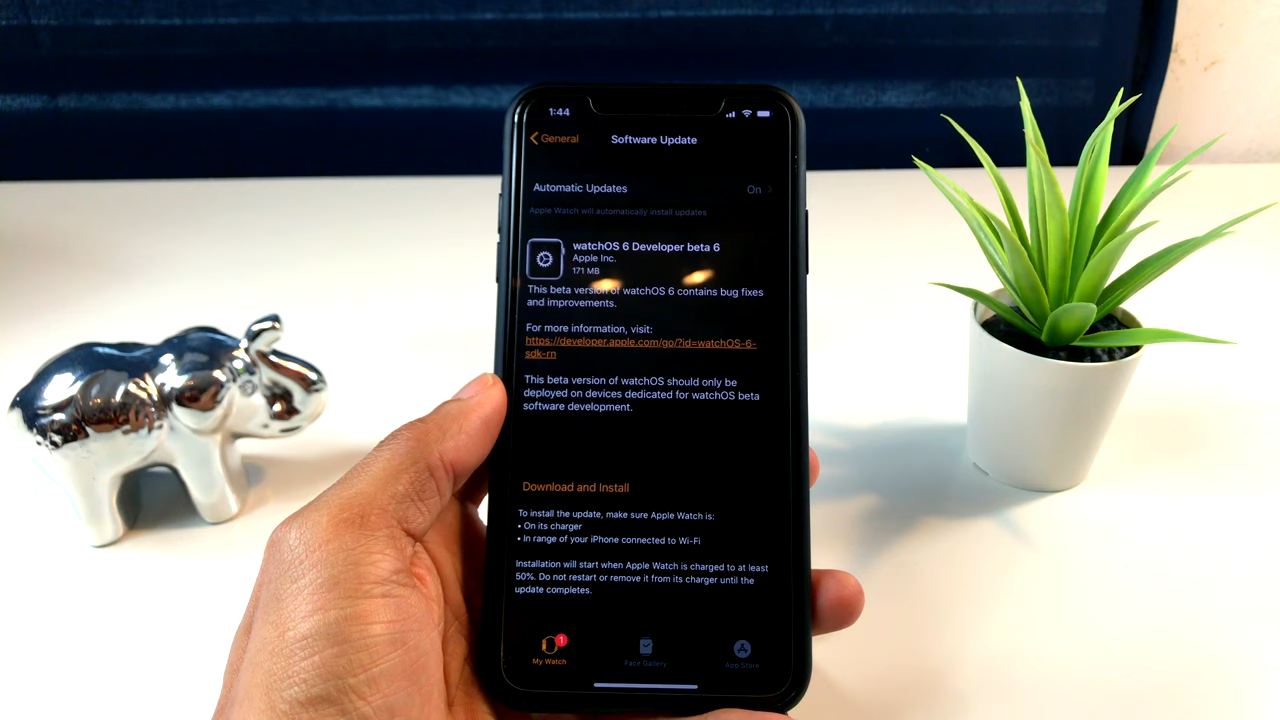 1:44
General
Software Update
Automatic Updates
On
Apple Watch will automatically install updates
watchOS 6 Developer beta 6
Apple Inc.
171 MB
This beta version of watchOS 6 contains bug fixes
and improvements.
For more information, visit:
https://developer.apple.com/go/?id=watchOS-6-
sdk-rn
This beta version of watchOS should only be
deployed on devices dedicated for watchOS beta
software development.
Download and Install
To install the update, make sure Apple Watch is:
• On its charger
• In range of your iPhone connected to Wi-Fi
Installation will start when Apple Watch is charged to at least
50%. Do not restart or remove it from its charger until the
update completes.
1
My Watch
Face Gallery
App Store